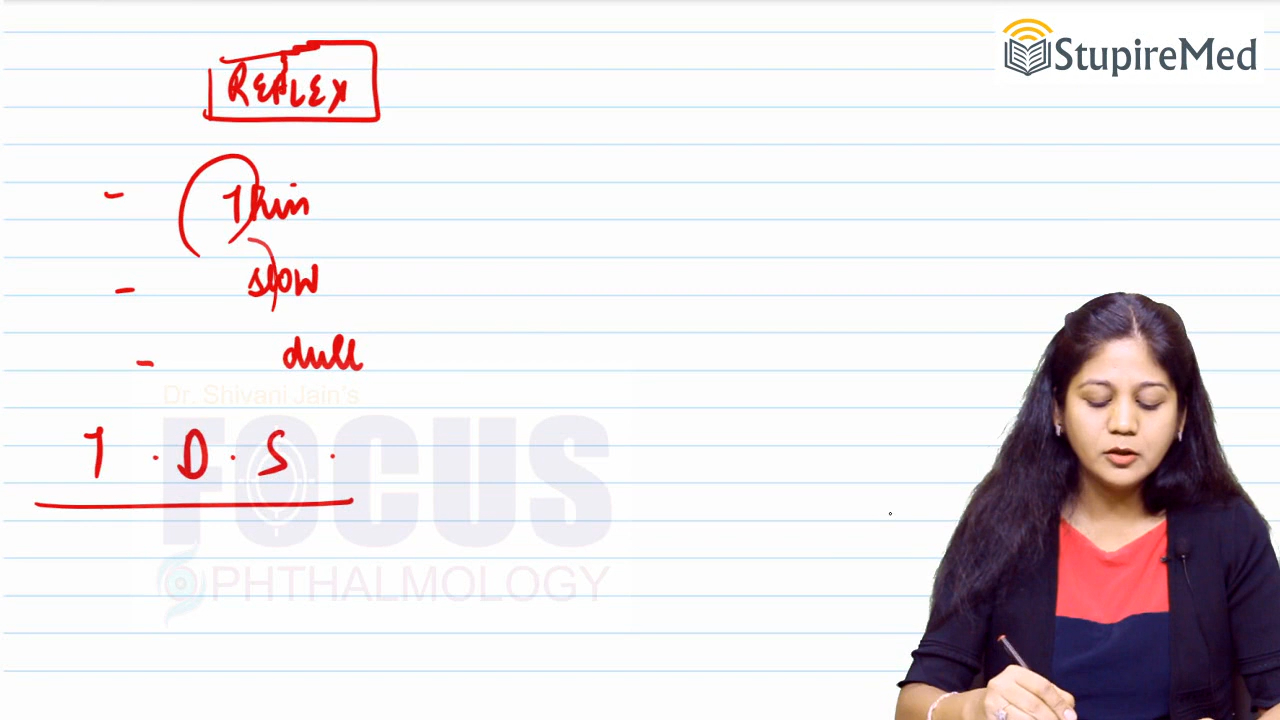 StupireMed
REFLEX
- Thin
- slow
- dull
Dr. Shivani Jain's
T . D . S .
FOCUS
OPHTHALMOLOGY